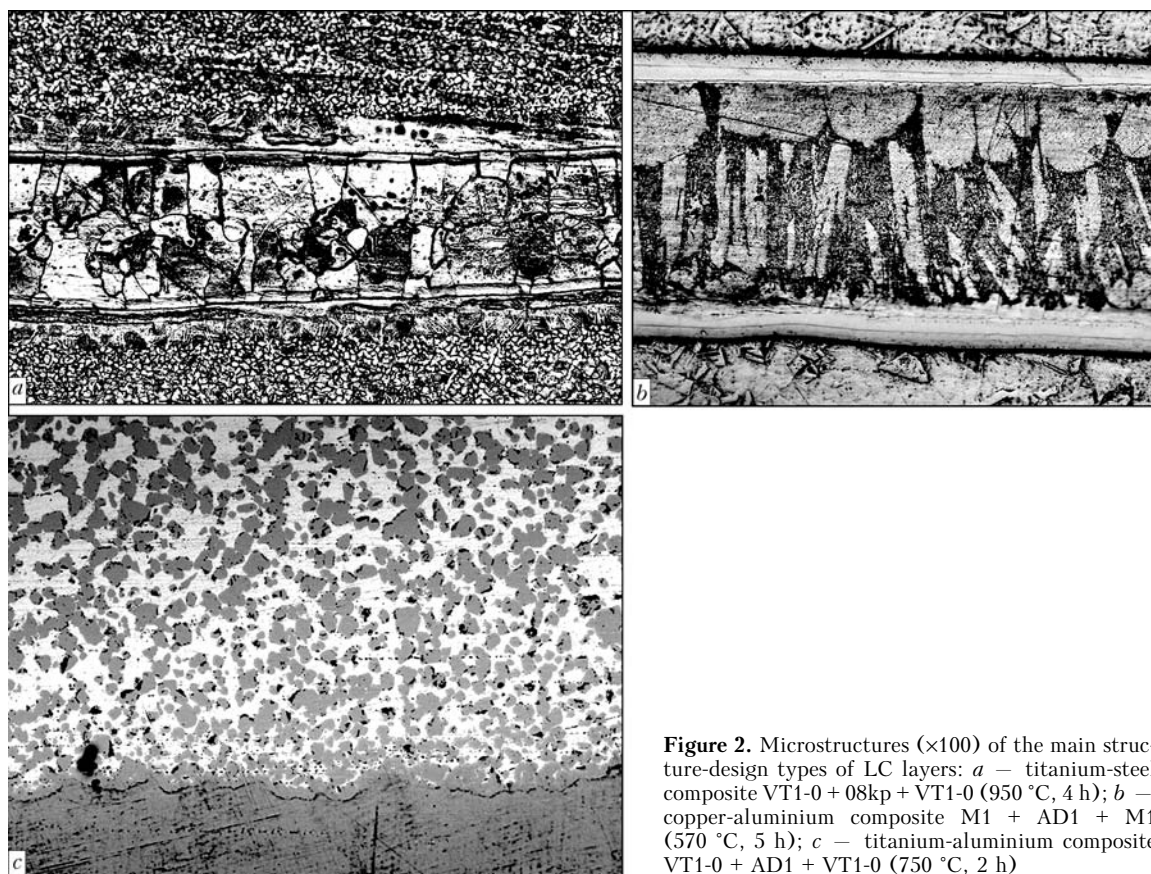 a
b
c
Figure 2. Microstructures (×100) of the main struc-
ture-design types of LC layers: a — titanium-steel
composite VT1-0 + 08kp + VT1-0 (950 °C, 4 h); b —
copper-aluminium composite M1 + AD1 + M1
(570 °C, 5 h); c — titanium-aluminium composite
VT1-0 + AD1 + VT1-0 (750 °C, 2 h)